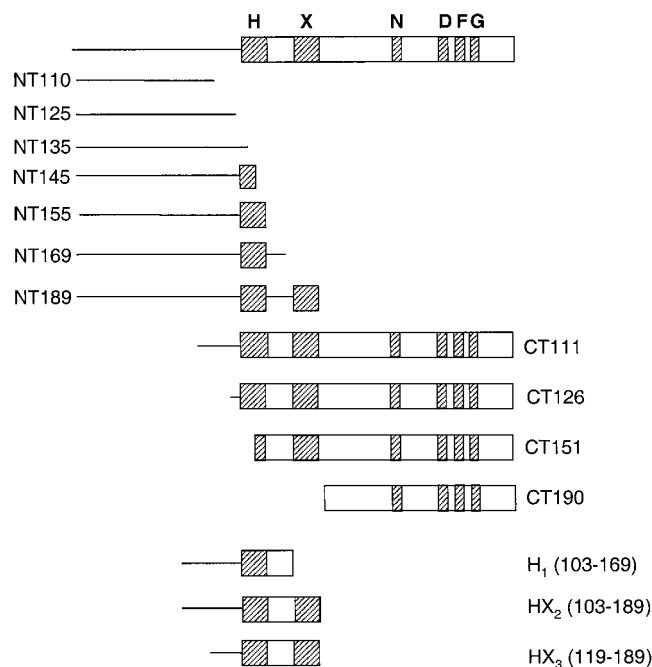 H X N D F G
NT110
NT125
NT135
NT145
NT155
NT169
NT189
CT111
CT126
CT151
CT190
H₁ (103-169)
HX₂ (103-189)
HX₃ (119-189)